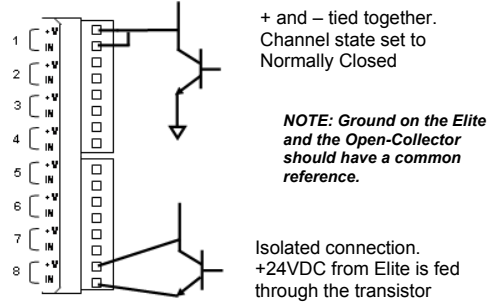 + and – tied together.
Channel state set to
Normally Closed
NOTE: Ground on the Elite
and the Open-Collector
should have a common
reference.
Isolated connection.
+24VDC from Elite is fed
through the transistor
1 +V
IN
2 +V
IN
3 +V
IN
4 +V
IN
5 +V
IN
6 +V
IN
7 +V
IN
8 +V
IN